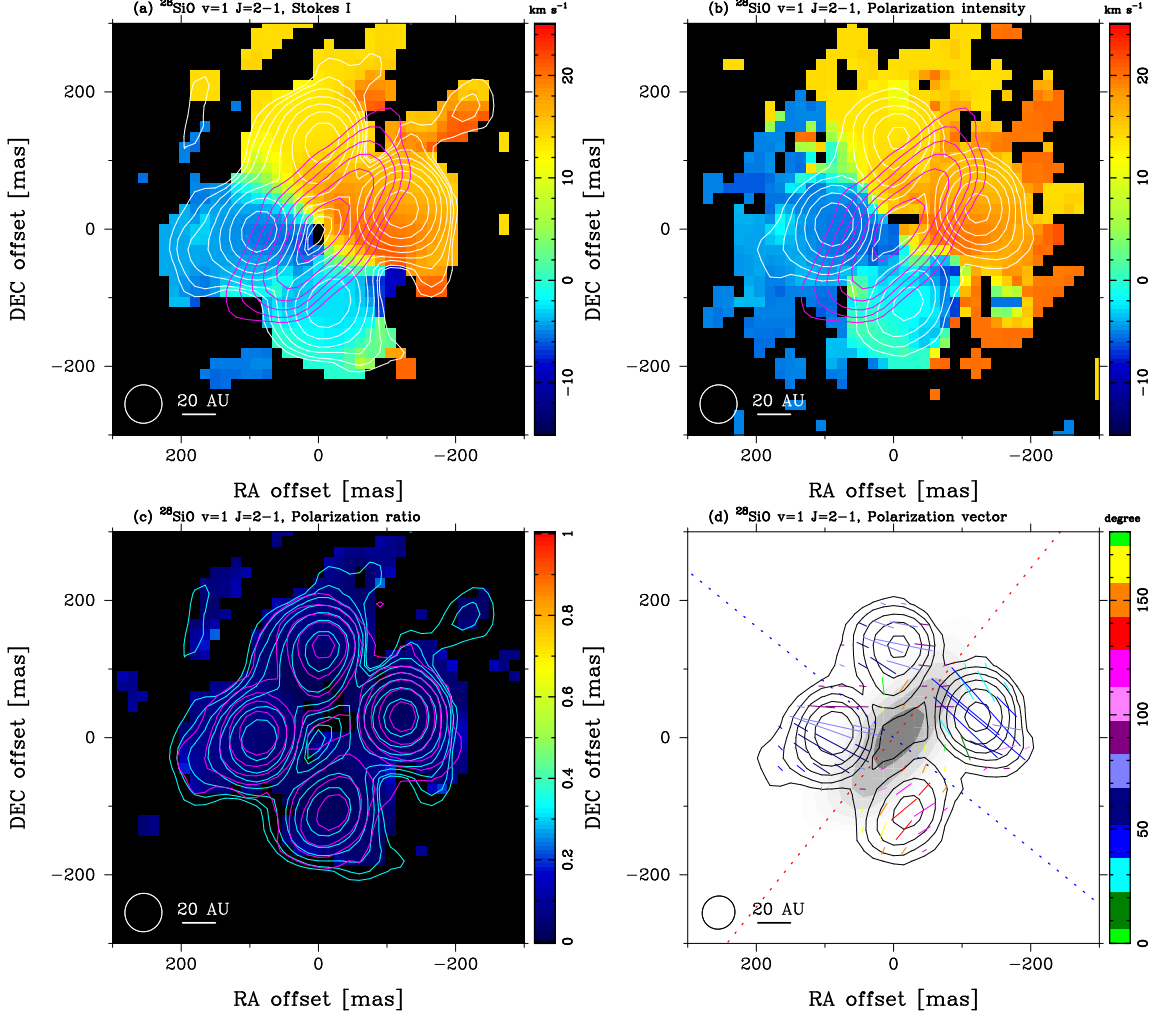 (a) ²⁸SiO v=1 J=2−1, Stokes I
km s⁻¹
(b) ²⁸SiO v=1 J=2−1, Polarization intensity
km s⁻¹
DEC offset [mas]
200
0
−200
20 AU
200
0
−200
RA offset [mas]
20
10
0
−10
DEC offset [mas]
20 AU
200
0
−200
RA offset [mas]
20
10
0
−10
(c) ²⁸SiO v=1 J=2−1, Polarization ratio
(d) ²⁸SiO v=1 J=2−1, Polarization vector
degree
DEC offset [mas]
200
0
−200
20 AU
200
0
−200
RA offset [mas]
1
0.8
0.6
0.4
0.2
0
DEC offset [mas]
200
0
−200
20 AU
200
0
−200
RA offset [mas]
150
100
50
0